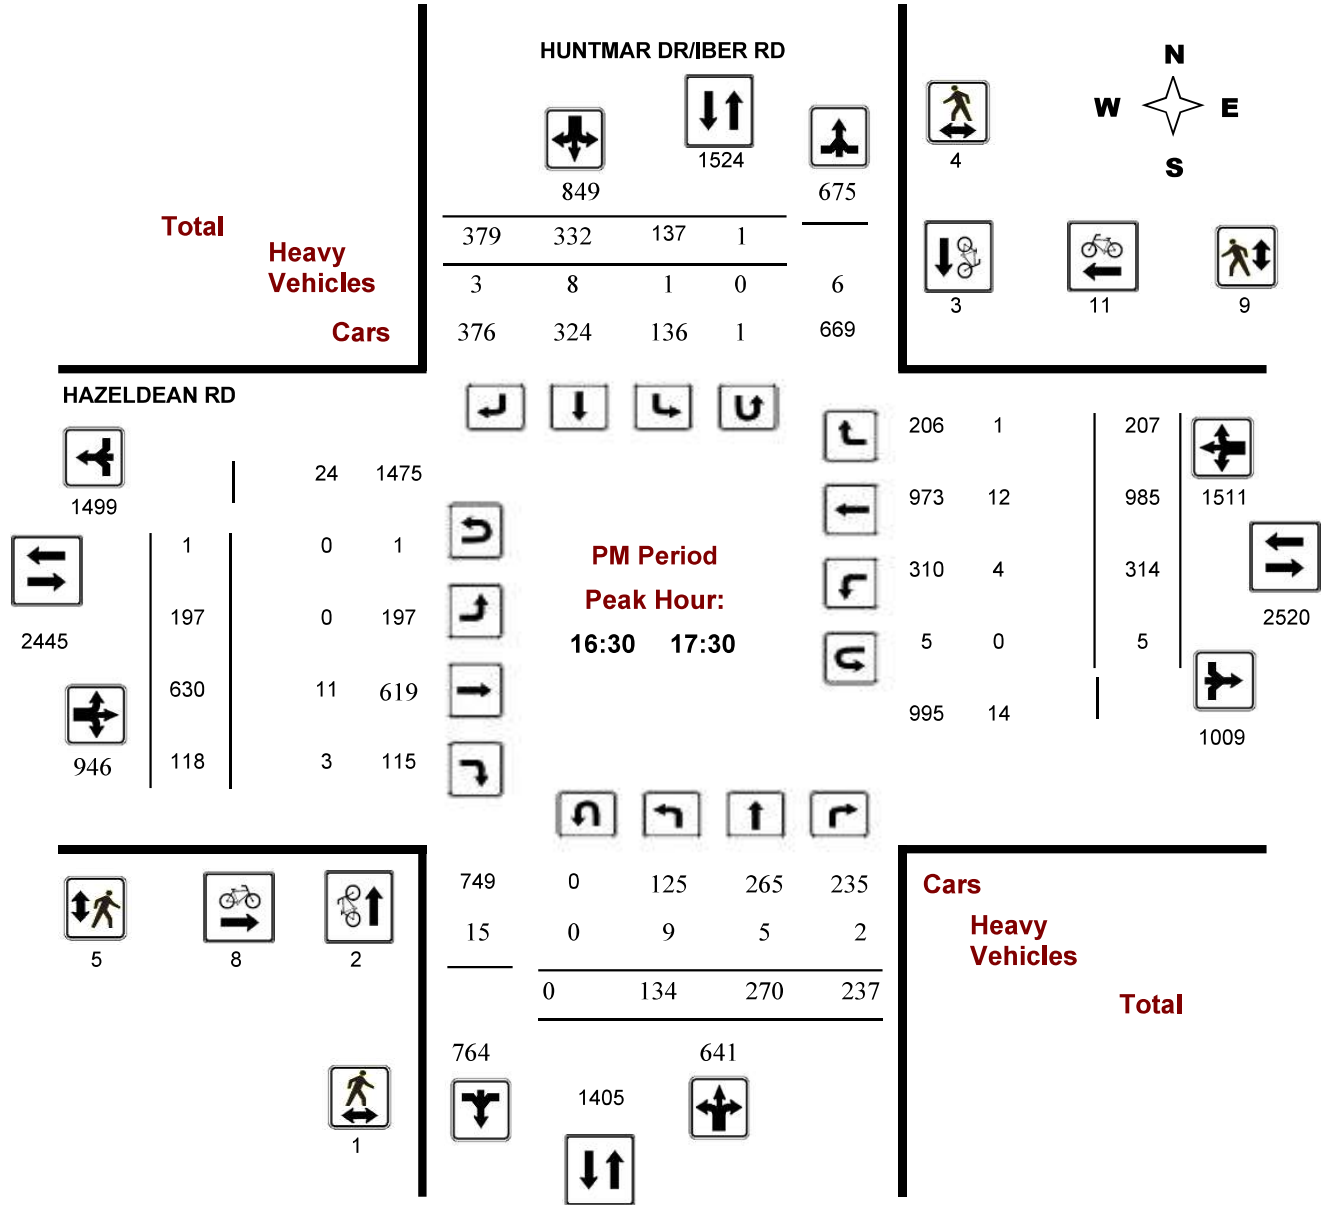 HUNTMAR DR/IBER RD
N
W E
S
1524
4
849
675
Total
379 332 137 1
Heavy
Vehicles
3 8 1 0 6
3 11 9
Cars
376 324 136 1 669
HAZELDEAN RD
206 1 207
24 1475
1499
973 12 985
1511
1 0 1
PM Period
310 4 314
Peak Hour:
197 0 197
2520
2445
16:30 17:30
5 0 5
630 11 619
995 14
1009
946
118 3 115
749 0 125 265 235
Cars
15 0 9 5 2
Heavy
Vehicles
5 8 2
0 134 270 237
Total
764
641
1405
1